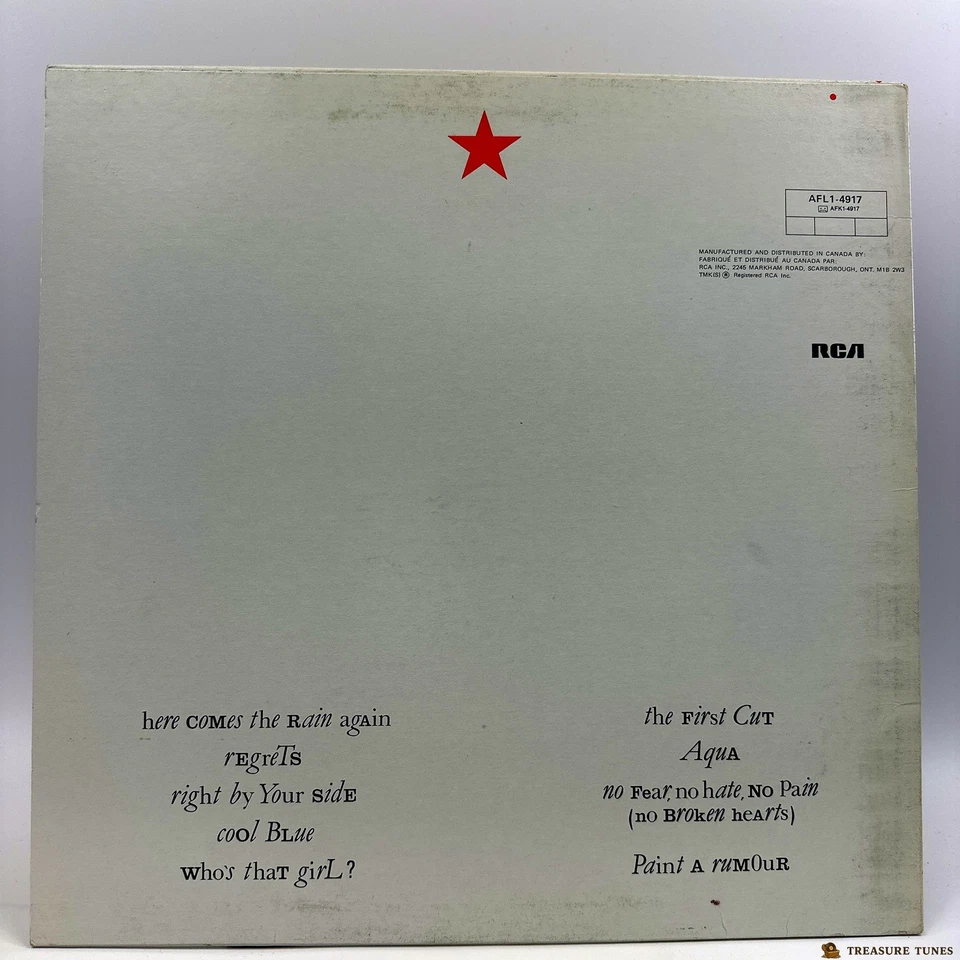 AFL1-4917
AFK1-4917
MANUFACTURED AND DISTRIBUTED IN CANADA BY:
FABRIQUÉ ET DISTRIBUÉ AU CANADA PAR:
RCA INC., 2245 MARKHAM ROAD, SCARBOROUGH, ONT. M1B 2W3
TMK(S) ® Registered RCA Inc.
RCA
here COMes the Rain agAin
rEgréTS
right by Your SidE
coOl BLue
Who's thaT girL?
the First CuT
AquA
no Fear, no hate, NO Pain
(no Broken heArts)
Paint A ruMOuR
TREASURE TUNES